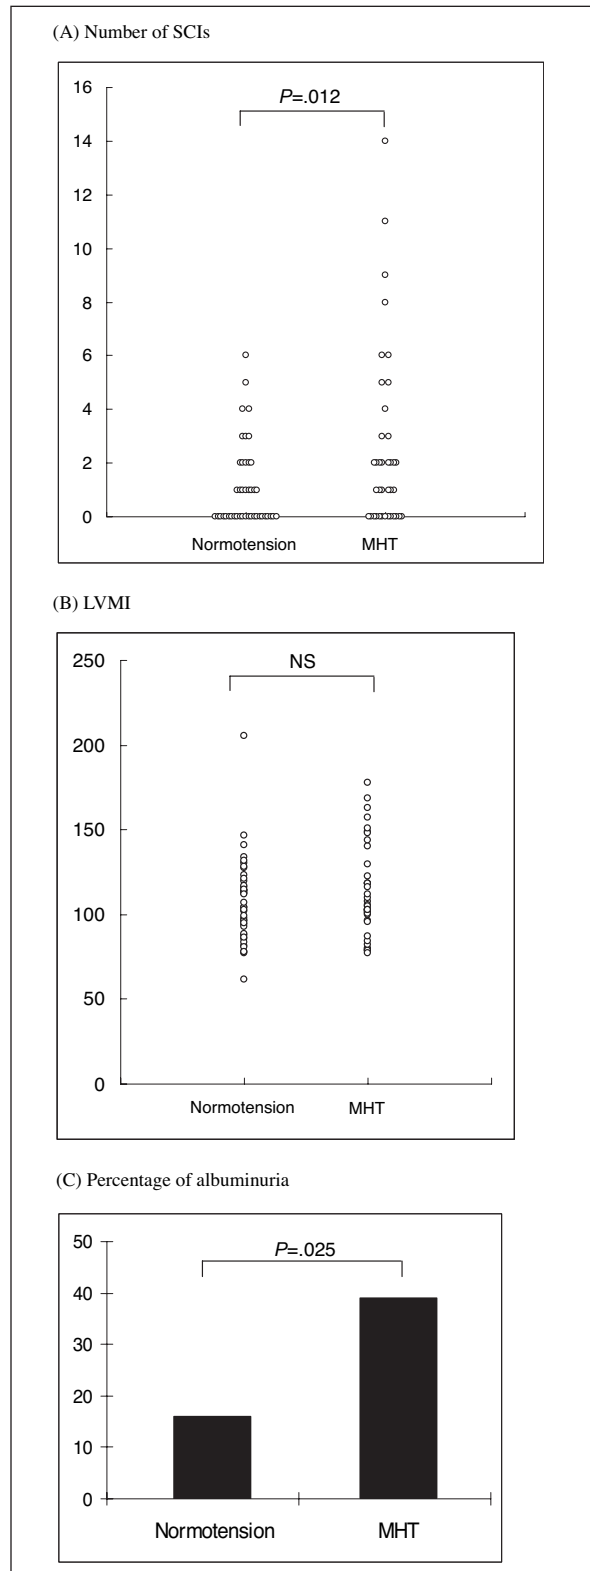 (A) Number of SCIs
P=.012
16
14
12
10
8
6
4
2
0
Normotension MHT
(B) LVMI
NS
250
200
150
100
50
0
Normotension MHT
(C) Percentage of albuminuria
P=.025
50
40
30
20
10
0
Normotension MHT